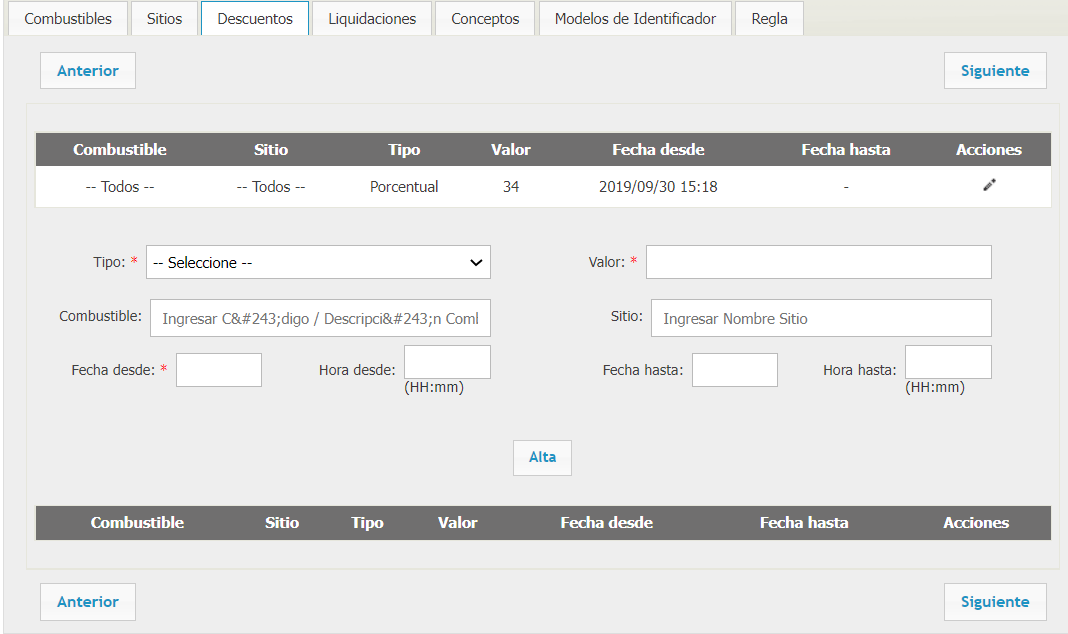 Combustibles Sitios Descuentos Liquidaciones Conceptos Modelos de Identificador Regla
Anterior Siguiente
Combustible Sitio Tipo Valor Fecha desde Fecha hasta Acciones
-- Todos -- -- Todos -- Porcentual 34 2019/09/30 15:18 -
Tipo: * -- Seleccione -- Valor: *
Combustible: Ingresar C&#243;digo / Descripci&#243;n Coml Sitio: Ingresar Nombre Sitio
Fecha desde: * Hora desde: Fecha hasta: Hora hasta:
(HH:mm) (HH:mm)
Alta
Combustible Sitio Tipo Valor Fecha desde Fecha hasta Acciones
Anterior Siguiente